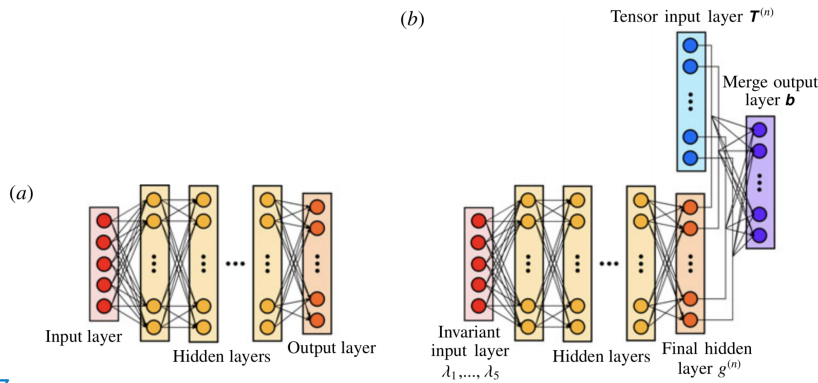 (a)
Input layer
Hidden layers
Output layer
(b)
Tensor input layer T⁽ⁿ⁾
Merge output
layer b
Invariant
input layer
λ₁,..., λ₅
Hidden layers
Final hidden
layer g⁽ⁿ⁾